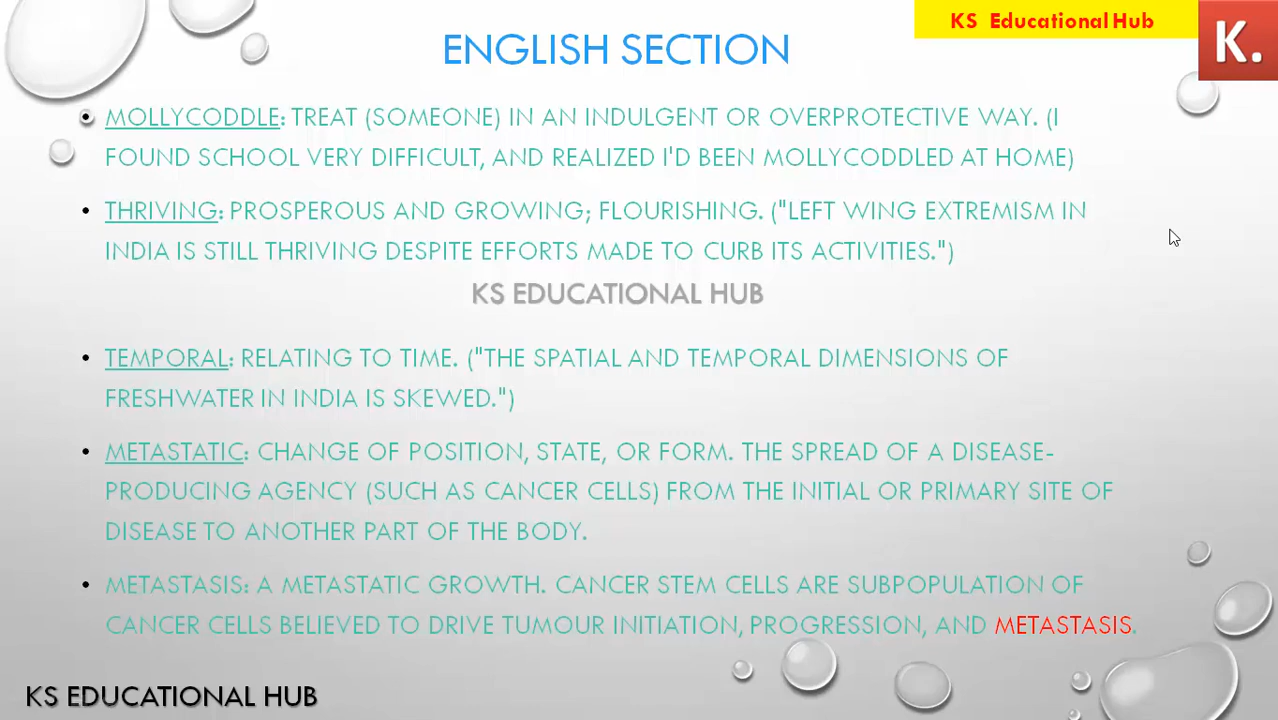 KS Educational Hub
K.
ENGLISH SECTION
• MOLLYCODDLE: TREAT (SOMEONE) IN AN INDULGENT OR OVERPROTECTIVE WAY. (I
FOUND SCHOOL VERY DIFFICULT, AND REALIZED I'D BEEN MOLLYCODDLED AT HOME)
• THRIVING: PROSPEROUS AND GROWING; FLOURISHING. ("LEFT WING EXTREMISM IN
INDIA IS STILL THRIVING DESPITE EFFORTS MADE TO CURB ITS ACTIVITIES.")
KS EDUCATIONAL HUB
• TEMPORAL: RELATING TO TIME. ("THE SPATIAL AND TEMPORAL DIMENSIONS OF
FRESHWATER IN INDIA IS SKEWED.")
• METASTATIC: CHANGE OF POSITION, STATE, OR FORM. THE SPREAD OF A DISEASE-
PRODUCING AGENCY (SUCH AS CANCER CELLS) FROM THE INITIAL OR PRIMARY SITE OF
DISEASE TO ANOTHER PART OF THE BODY.
• METASTASIS: A METASTATIC GROWTH. CANCER STEM CELLS ARE SUBPOPULATION OF
CANCER CELLS BELIEVED TO DRIVE TUMOUR INITIATION, PROGRESSION, AND METASTASIS.
KS EDUCATIONAL HUB